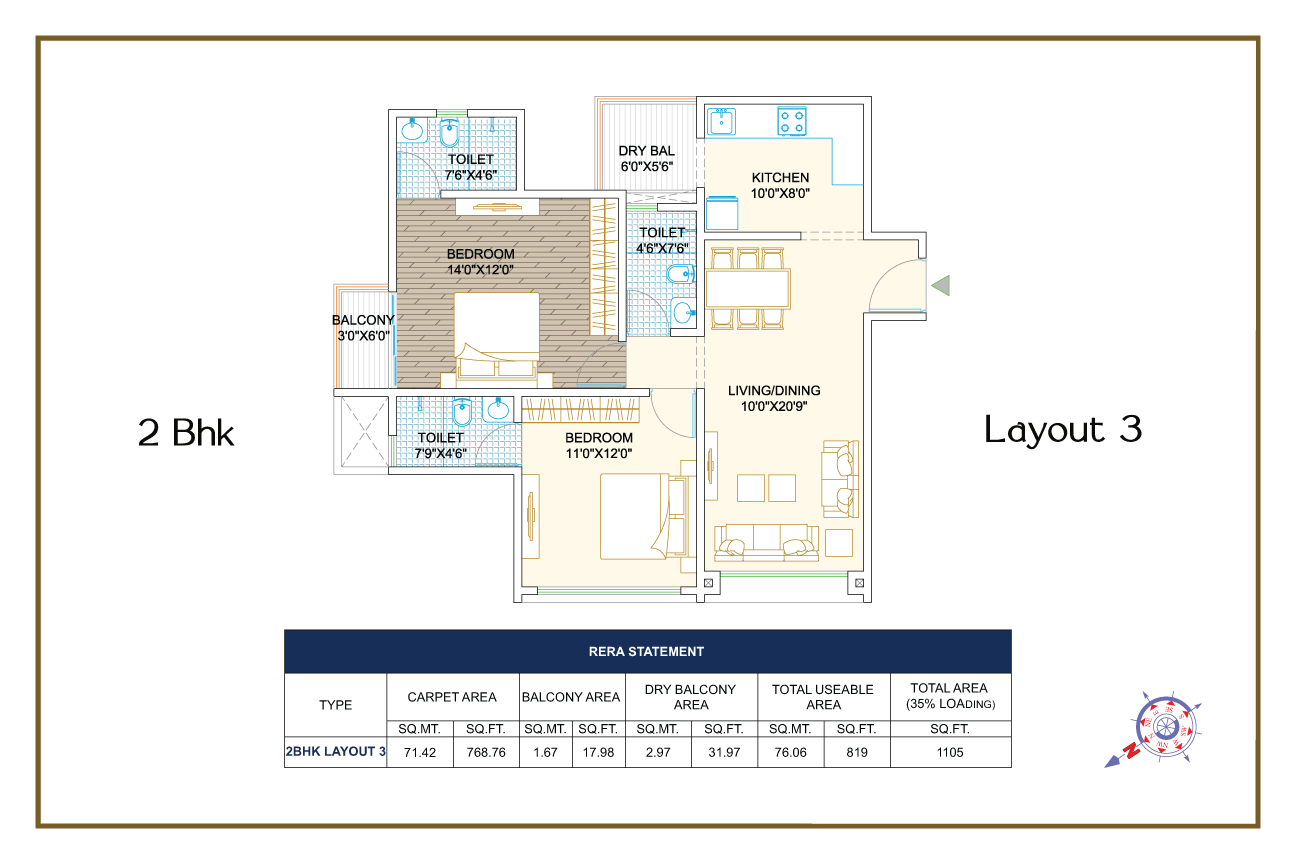 DRY BAL
6'0"X5'6"
TOILET
7'6"X4'6"
KITCHEN
10'0"X8'0"
TOILET
4'6"X7'6"
BEDROOM
14'0"X12'0"
BALCONY
3'0"X6'0"
LIVING/DINING
10'0"X20'9"
2 Bhk
Layout 3
TOILET
7'9"X4'6"
BEDROOM
11'0"X12'0"
RERA STATEMENT
TYPE CARPET AREA BALCONY AREA DRY BALCONY AREA TOTAL USEABLE AREA TOTAL AREA (35% LOADING)
SQ.MT. SQ.FT. SQ.MT. SQ.FT. SQ.MT. SQ.FT. SQ.MT. SQ.FT. SQ.FT.
2BHK LAYOUT 3 71.42 768.76 1.67 17.98 2.97 31.97 76.06 819 1105
N